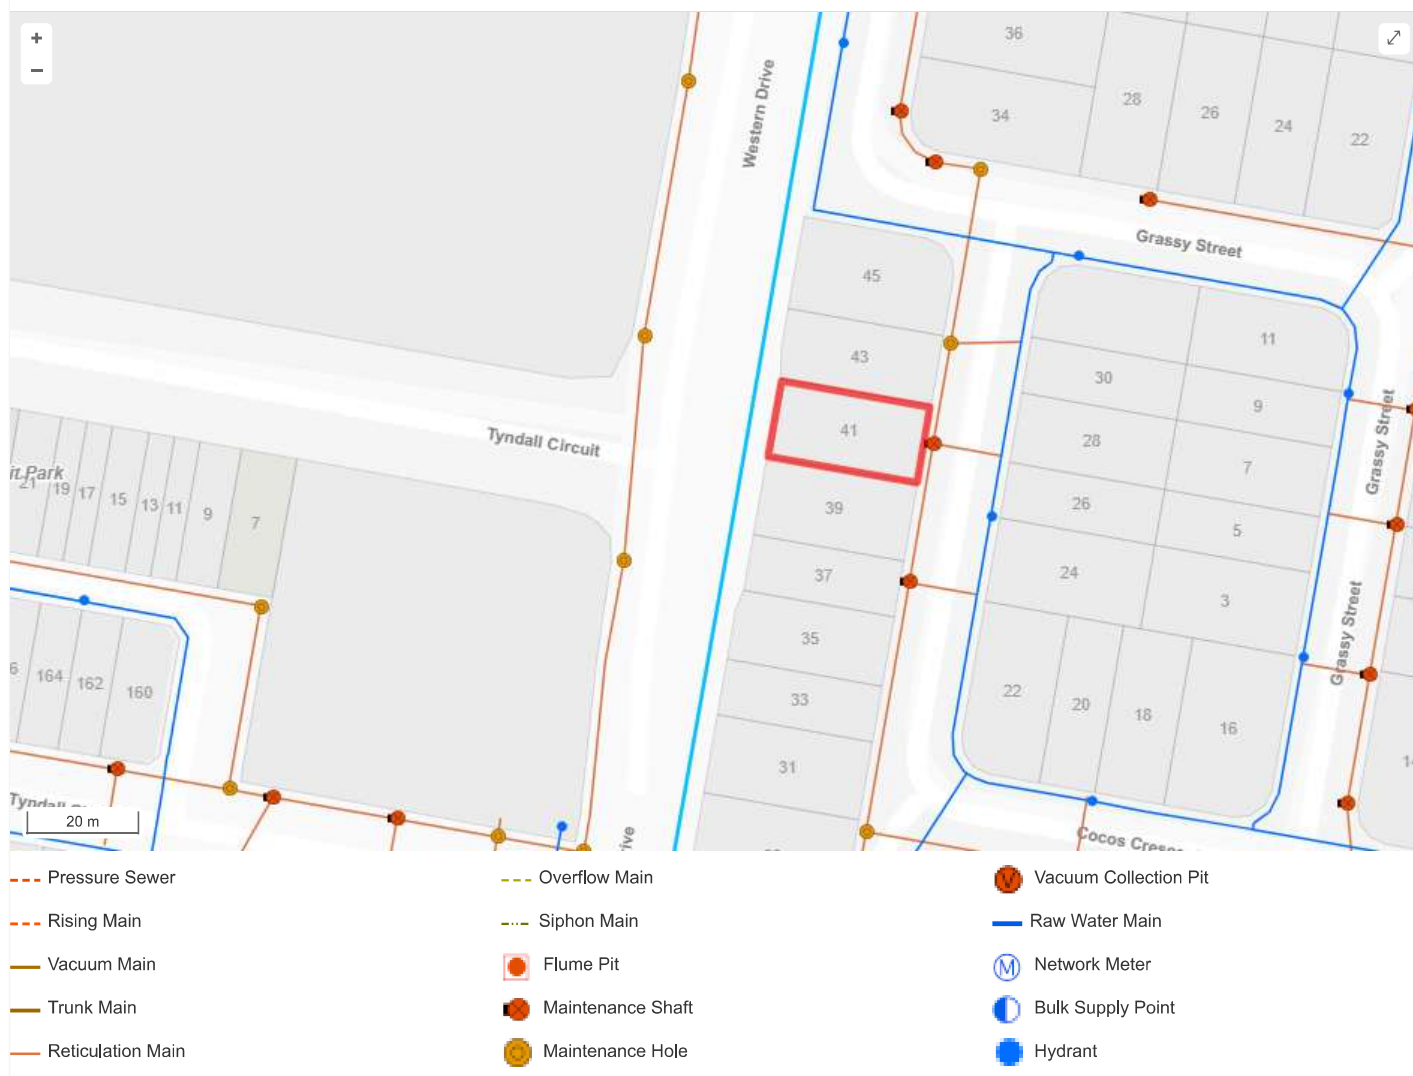 +
−
36
34
28
26
24
22
Western Drive
Grassy Street
45
43
41
39
37
35
33
31
11
30
9
28
7
26
5
24
3
22
20
18
16
Grassy Street
Grassy Street
Tyndall Circuit
Park
21
19
17
15
13
11
9
7
6
164
162
160
20 m
Cocos
Pressure Sewer
Overflow Main
Vacuum Collection Pit
Rising Main
Siphon Main
Raw Water Main
Vacuum Main
Flume Pit
M Network Meter
Trunk Main
Maintenance Shaft
Bulk Supply Point
Reticulation Main
Maintenance Hole
Hydrant